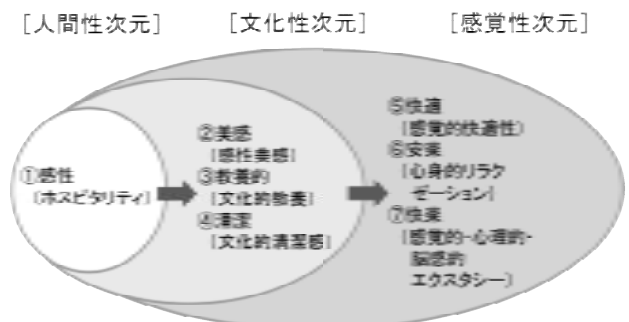 [人間性次元] [文化性次元] [感覚性次元]
①感性
[ホスピタリティ]
②美感
[感性美感]
③教養的
[文化的教養]
④清潔
[文化的清潔感]
⑤快適
[感覚的快適性]
⑥安楽
[心身的リラク
ゼーション]
⑦快楽
[感覚的-心理的-
脳感的
エクスタシー]